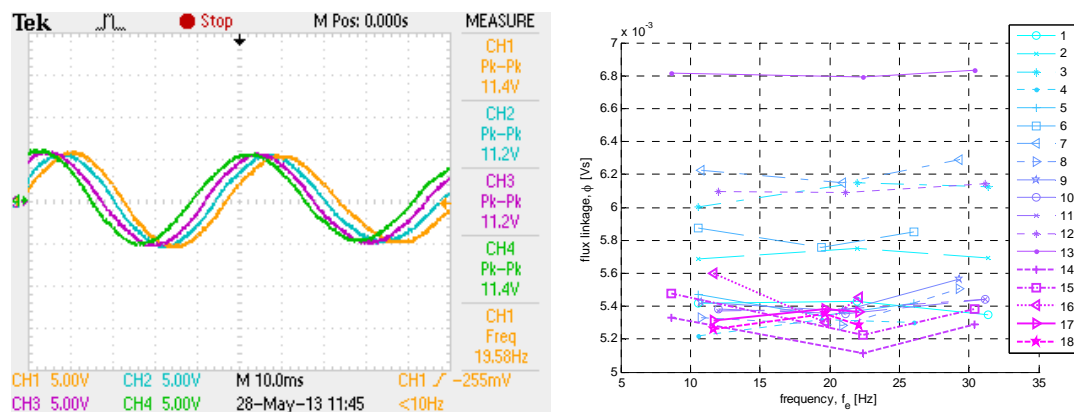 Tek Stop M Pos: 0.000s MEASURE
CH1
Pk-Pk
11.4V
CH2
Pk-Pk
11.2V
CH3
Pk-Pk
11.2V
CH4
Pk-Pk
11.4V
CH1
Freq
19.58Hz
CH1 5.00V CH2 5.00V M 10.0ms CH1 -255mV
CH3 5.00V CH4 5.00V 28-May-13 11:45 <10Hz
x 10^-3
7
6.8
6.6
6.4
6.2
6
5.8
5.6
5.4
5.2
5
flux linkage, ϕ [Vs]
5 10 15 20 25 30 35
frequency, f_e [Hz]
1
2
3
4
5
6
7
8
9
10
11
12
13
14
15
16
17
18